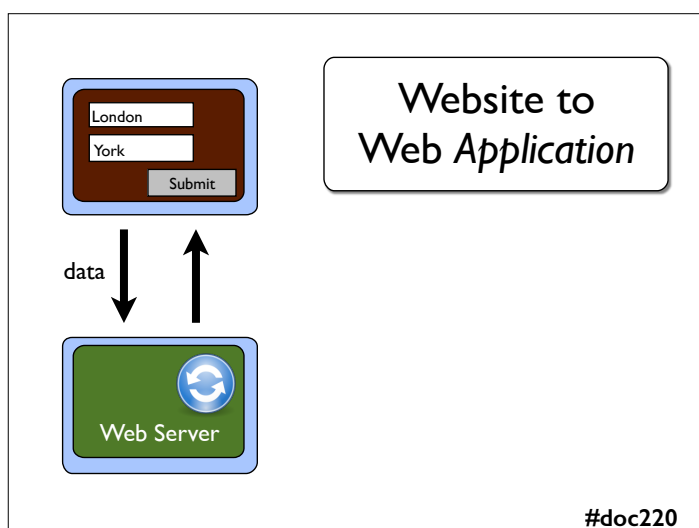 London
York
Submit
Website to
Web Application
data
Web Server
#doc220